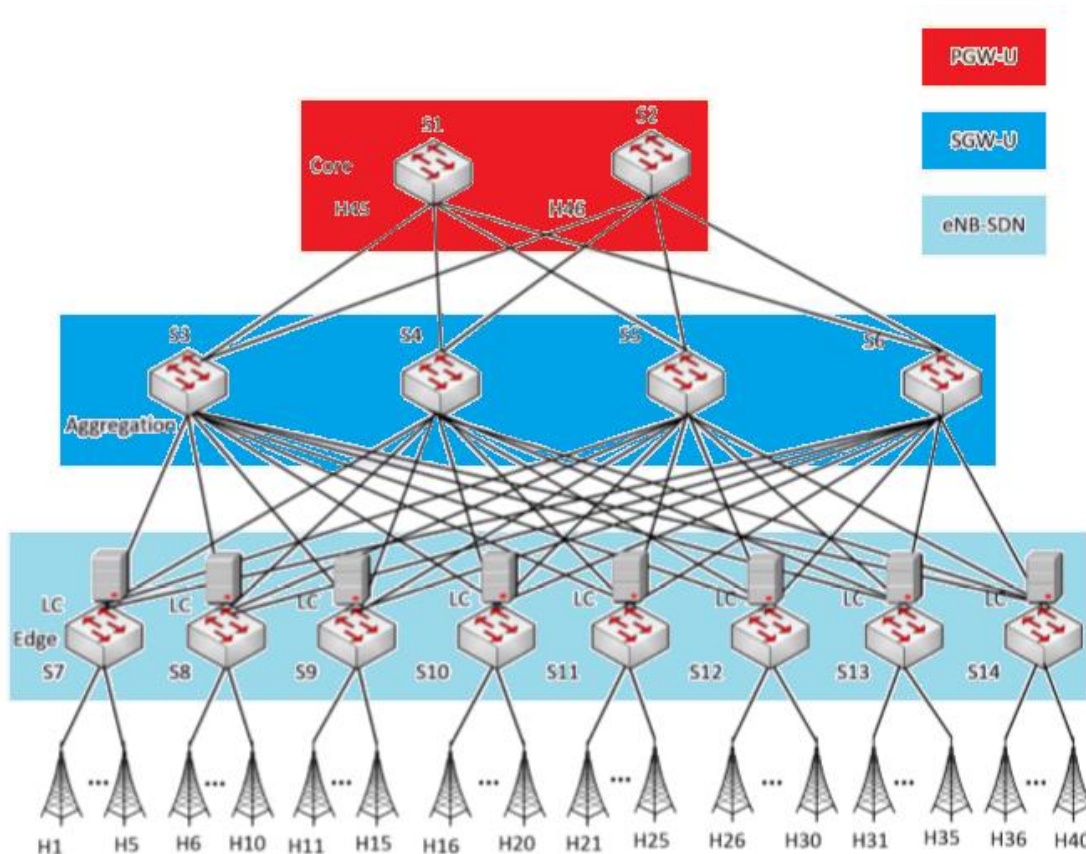 PGW-U
SGW-U
eNB-SDN
S1
S2
Core
H45
H46
S3
S4
S5
S6
Aggregation
LC
LC
LC
LC
LC
LC
LC
LC
Edge
S7
S8
S9
S10
S11
S12
S13
S14
...
...
...
...
...
...
...
...
H1
H5
H6
H10
H11
H15
H16
H20
H21
H25
H26
H30
H31
H35
H36
H40